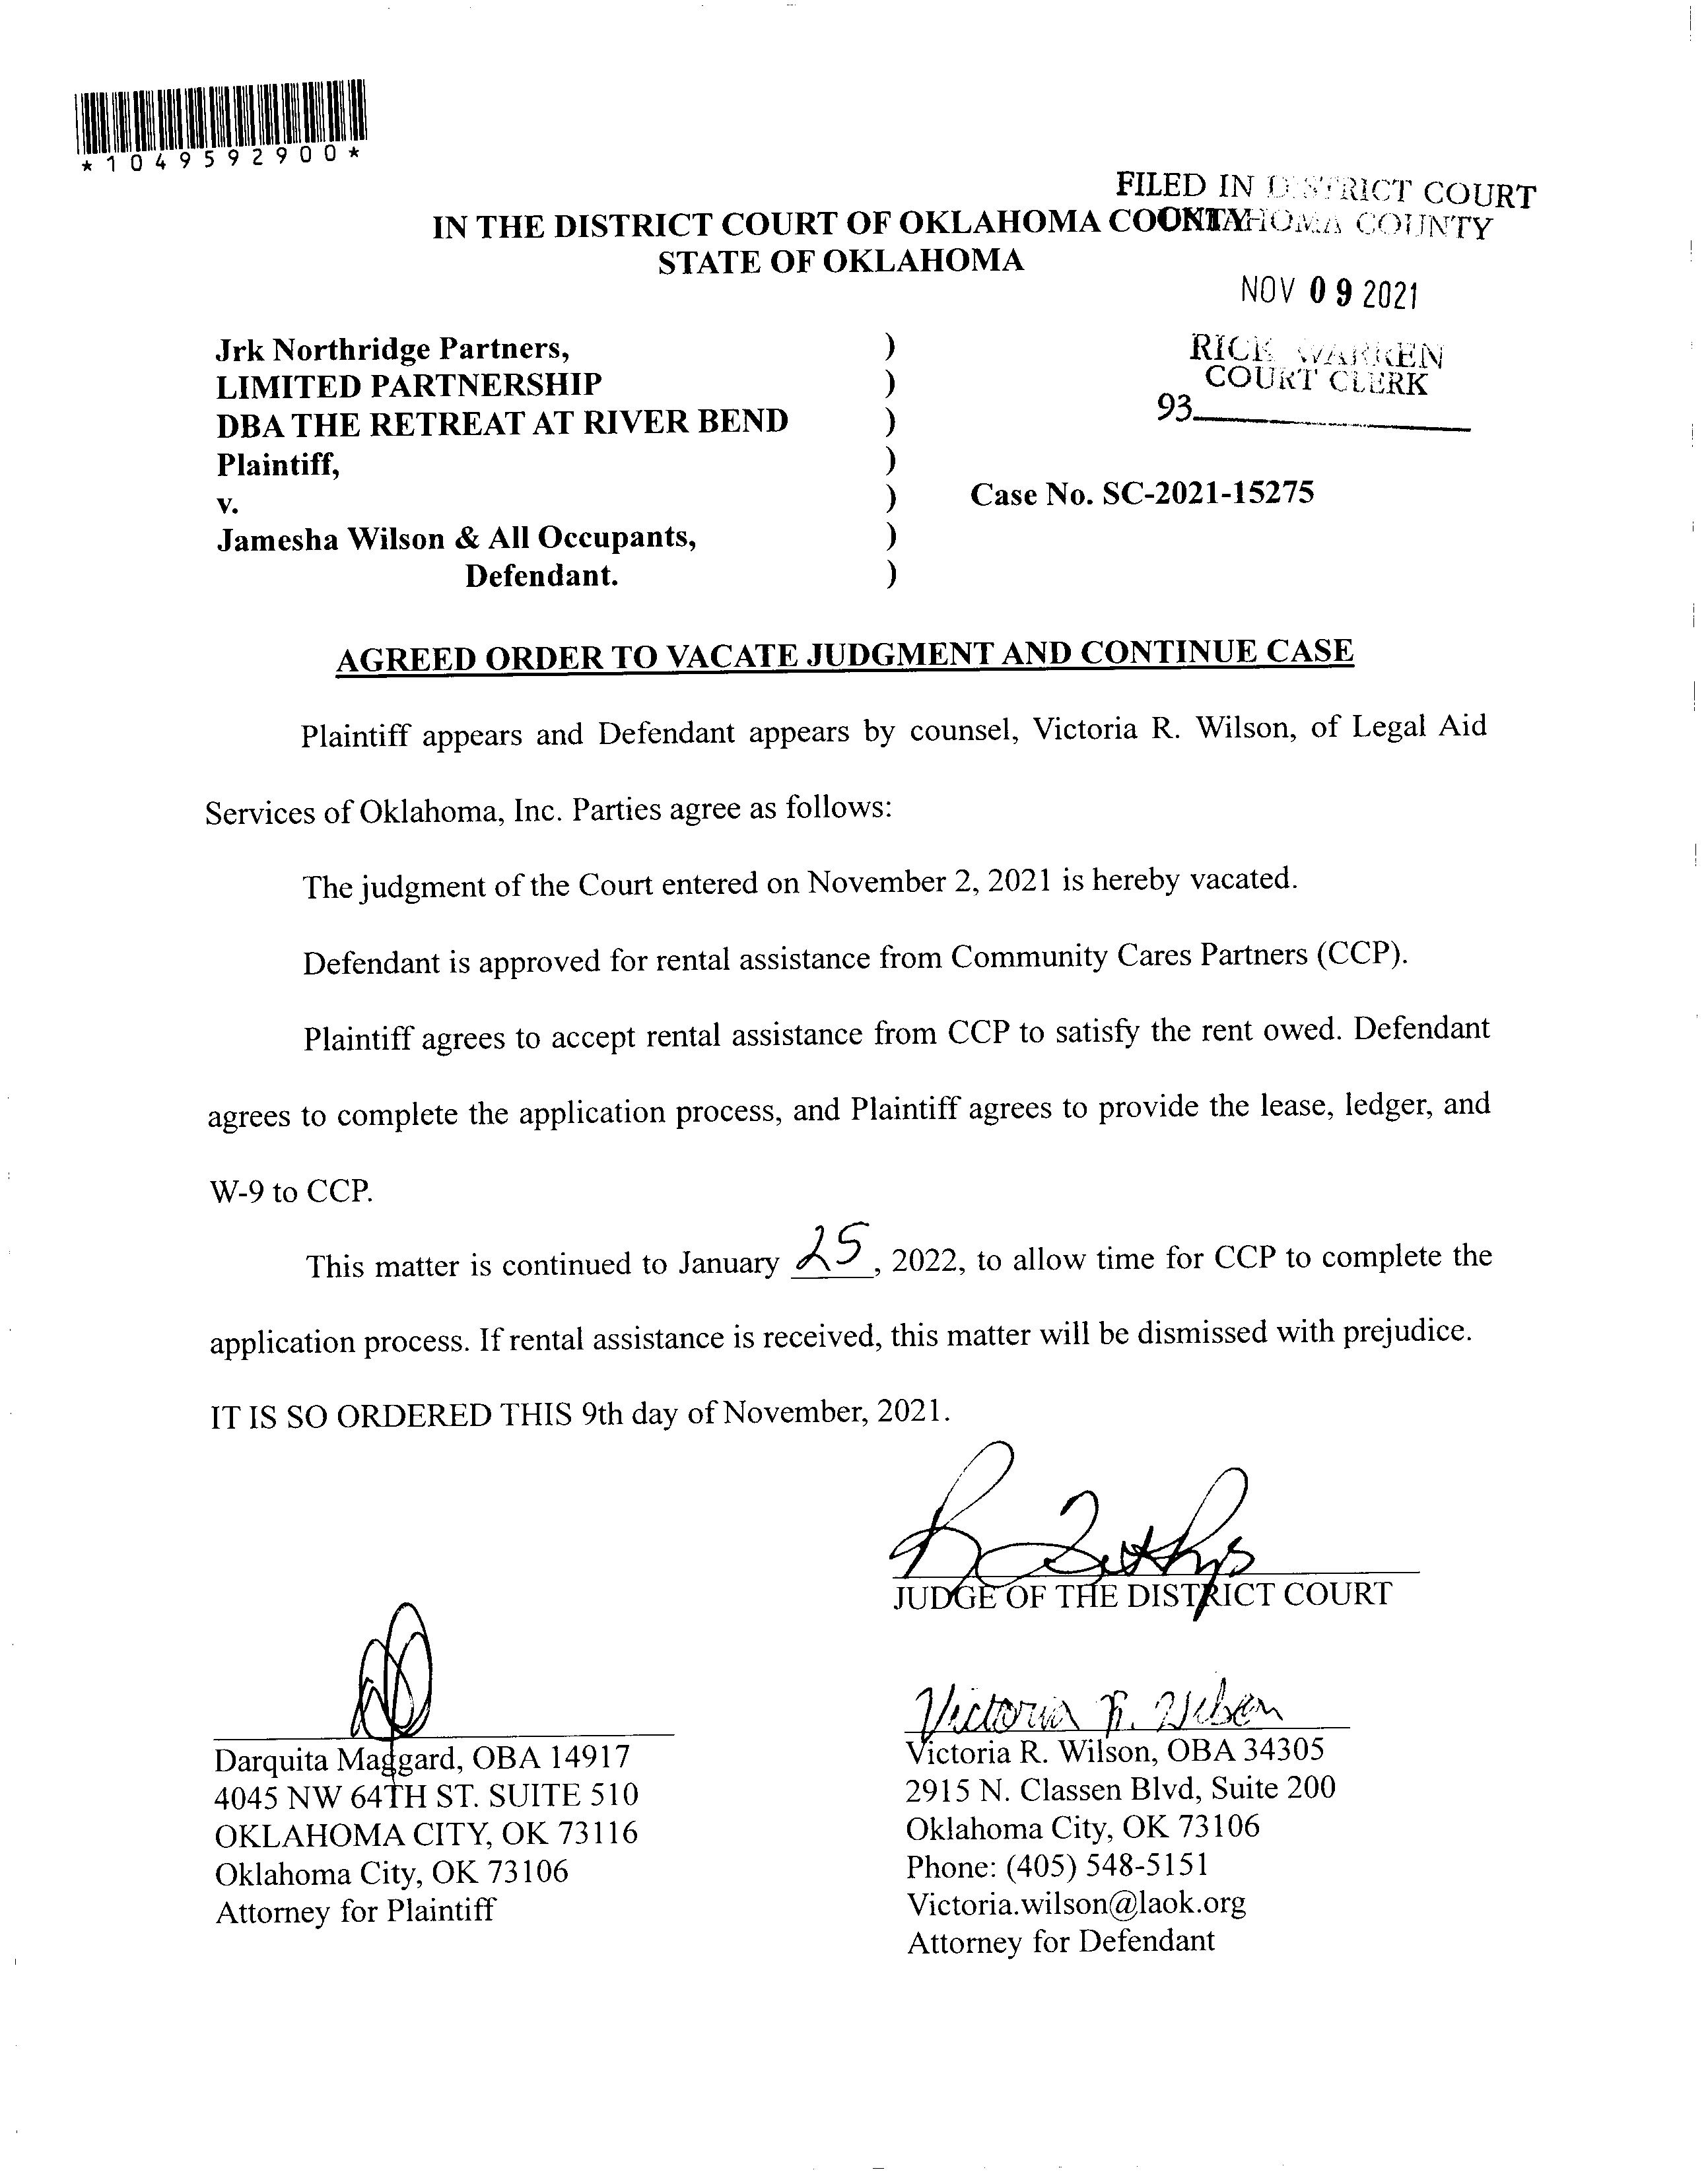 *1049592900*
FILED IN DISTRICT COURT
OKLAHOMA COUNTY
IN THE DISTRICT COURT OF OKLAHOMA COUNTY
STATE OF OKLAHOMA
NOV 09 2021
RICK WARREN
COURT CLERK
93
Jrk Northridge Partners, )
LIMITED PARTNERSHIP )
DBA THE RETREAT AT RIVER BEND )
Plaintiff, )
v. ) Case No. SC-2021-15275
Jamesha Wilson & All Occupants, )
Defendant. )
AGREED ORDER TO VACATE JUDGMENT AND CONTINUE CASE
Plaintiff appears and Defendant appears by counsel, Victoria R. Wilson, of Legal Aid
Services of Oklahoma, Inc. Parties agree as follows:
The judgment of the Court entered on November 2, 2021 is hereby vacated.
Defendant is approved for rental assistance from Community Cares Partners (CCP).
Plaintiff agrees to accept rental assistance from CCP to satisfy the rent owed. Defendant
agrees to complete the application process, and Plaintiff agrees to provide the lease, ledger, and
W-9 to CCP.
This matter is continued to January 25, 2022, to allow time for CCP to complete the
application process. If rental assistance is received, this matter will be dismissed with prejudice.
IT IS SO ORDERED THIS 9th day of November, 2021.
JUDGE OF THE DISTRICT COURT
Darquita Maggard, OBA 14917
4045 NW 64TH ST. SUITE 510
OKLAHOMA CITY, OK 73116
Oklahoma City, OK 73106
Attorney for Plaintiff
Victoria R. Wilson
Victoria R. Wilson, OBA 34305
2915 N. Classen Blvd, Suite 200
Oklahoma City, OK 73106
Phone: (405) 548-5151
Victoria.wilson@laok.org
Attorney for Defendant